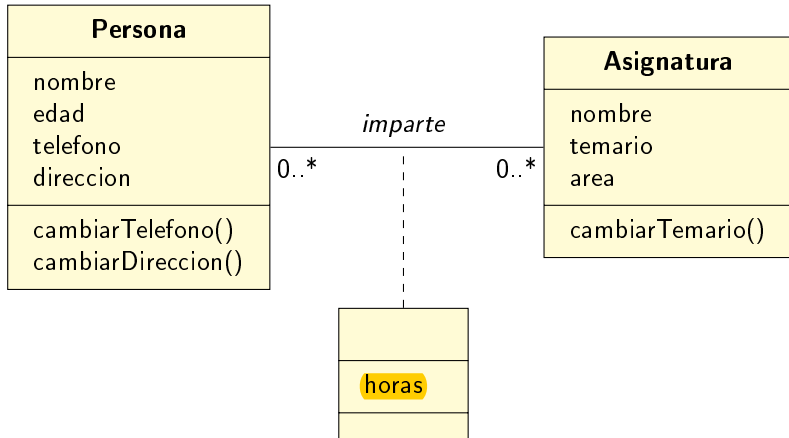 Persona
nombre
edad
telefono
direccion
cambiarTelefono()
cambiarDireccion()
imparte
0..*
0..*
Asignatura
nombre
temario
area
cambiarTemario()
horas